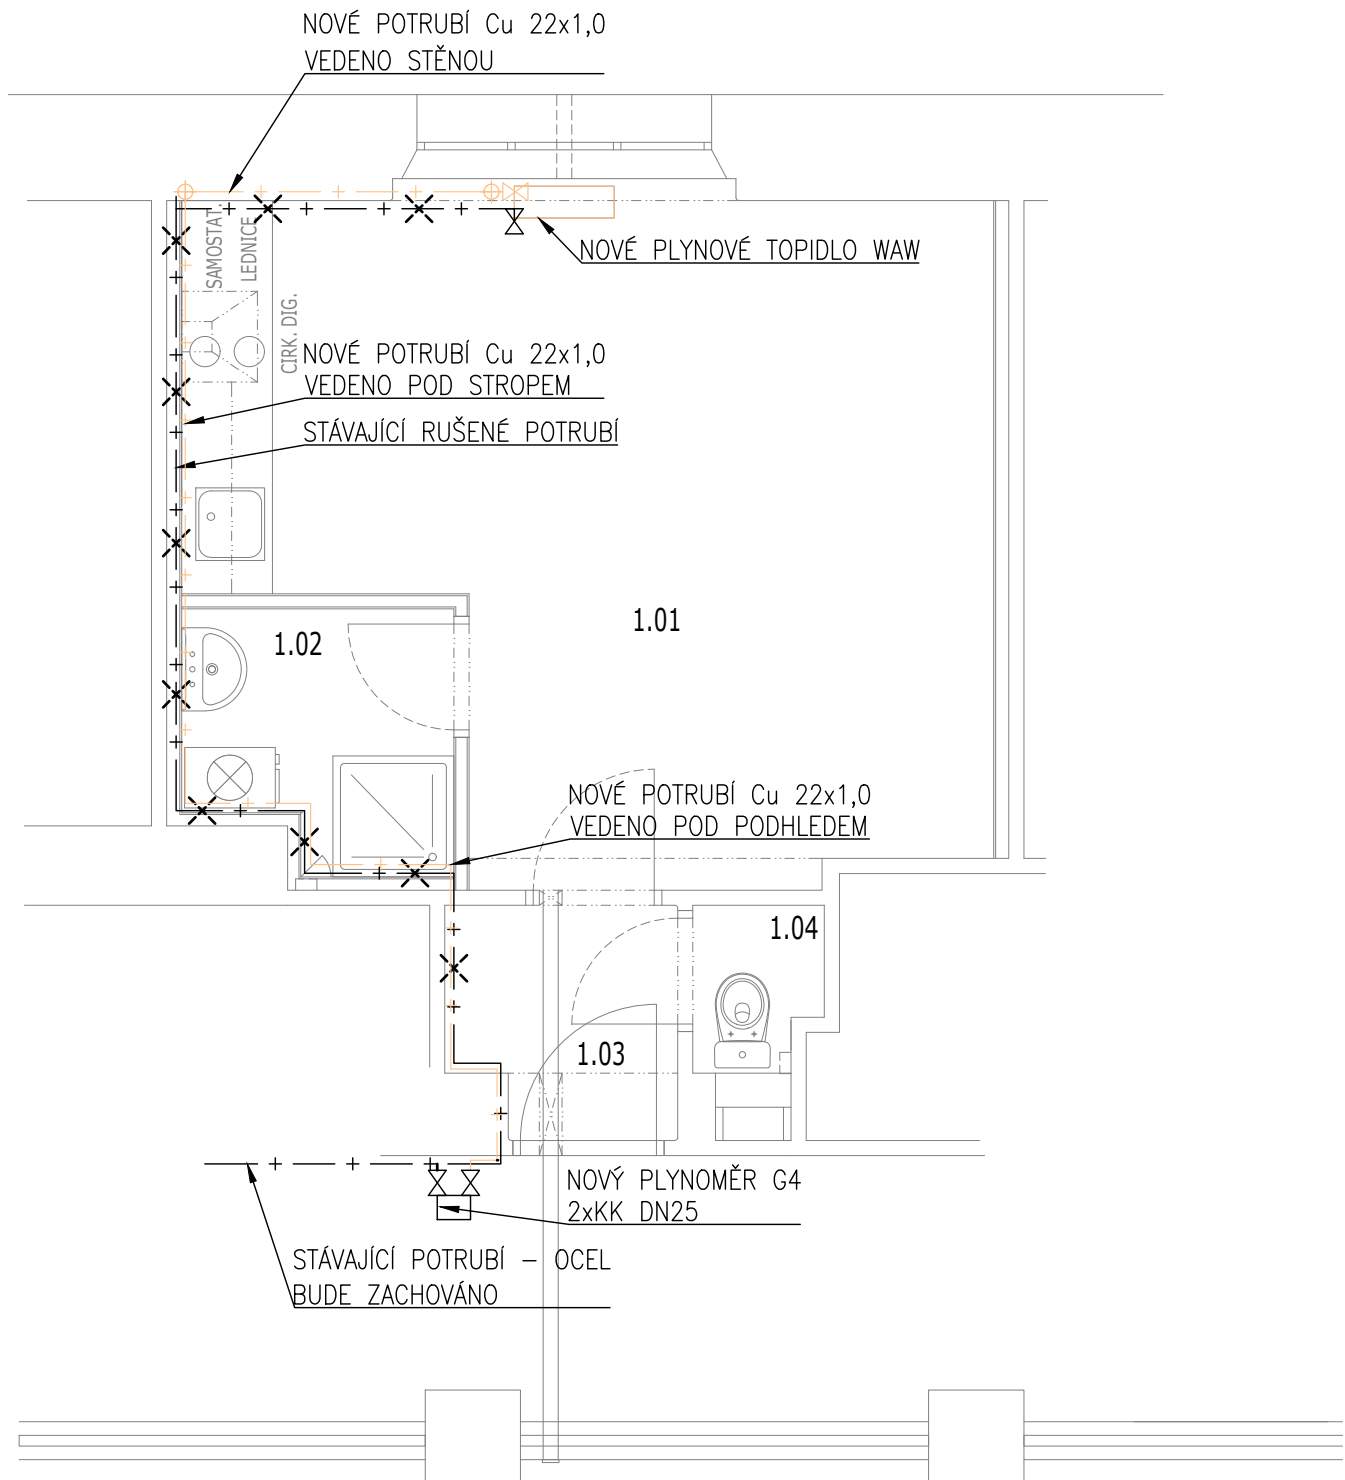 NOVÉ POTRUBÍ Cu 22x1,0
VEDENO STĚNOU
NOVÉ PLYNOVÉ TOPIDLO WAW
SAMOSTAT.
LEDNICE
CIRK. DIG.
NOVÉ POTRUBÍ Cu 22x1,0
VEDENO POD STROPEM
STÁVAJÍCÍ RUŠENÉ POTRUBÍ
1.01
1.02
NOVÉ POTRUBÍ Cu 22x1,0
VEDENO POD PODHLEDEM
1.04
1.03
NOVÝ PLYNOMĚR G4
2xKK DN25
STÁVAJÍCÍ POTRUBÍ – OCEL
BUDE ZACHOVÁNO